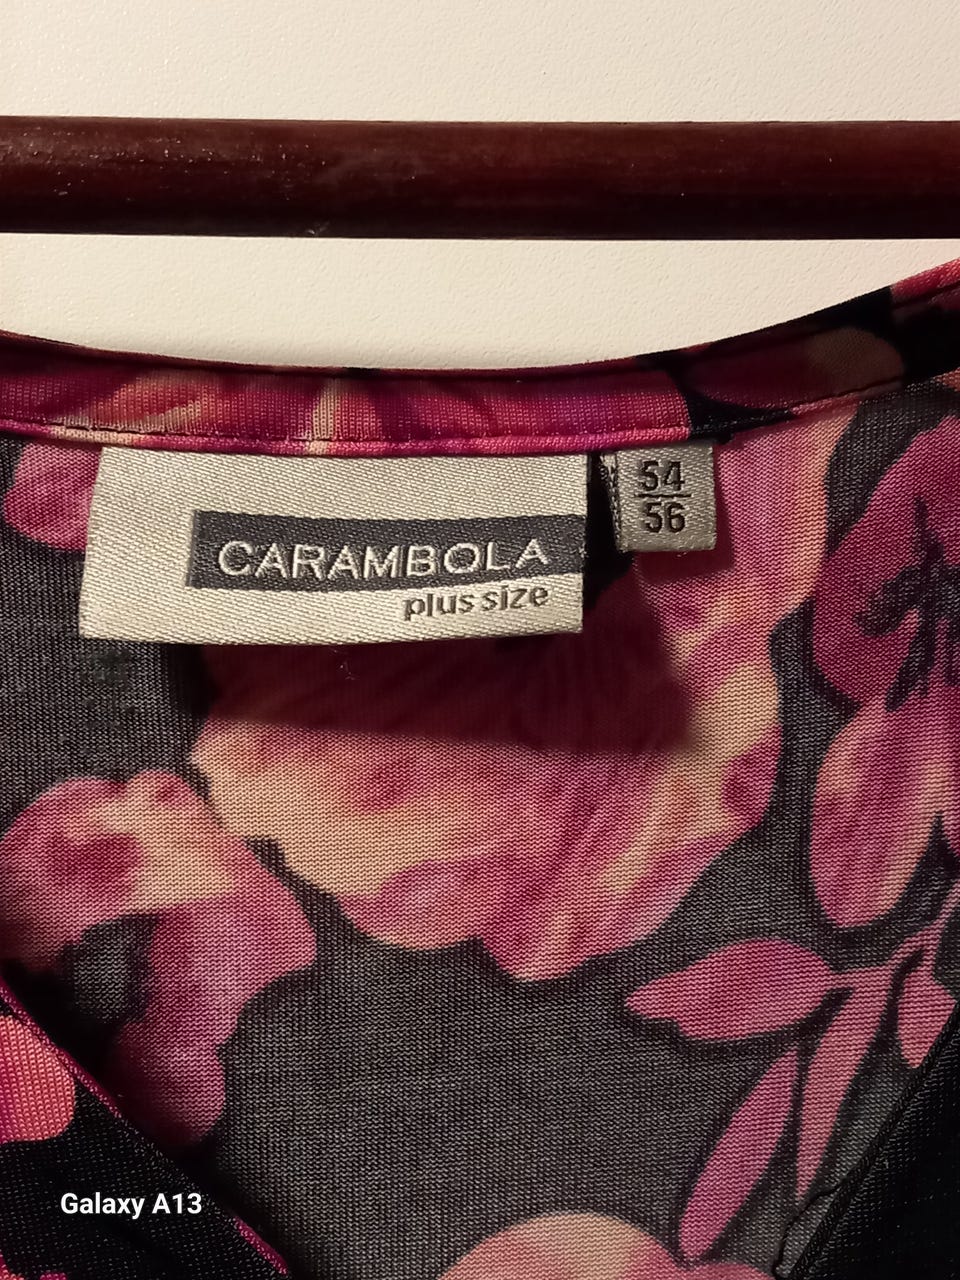 CARAMBOLA
plus size
54
56
Galaxy A13